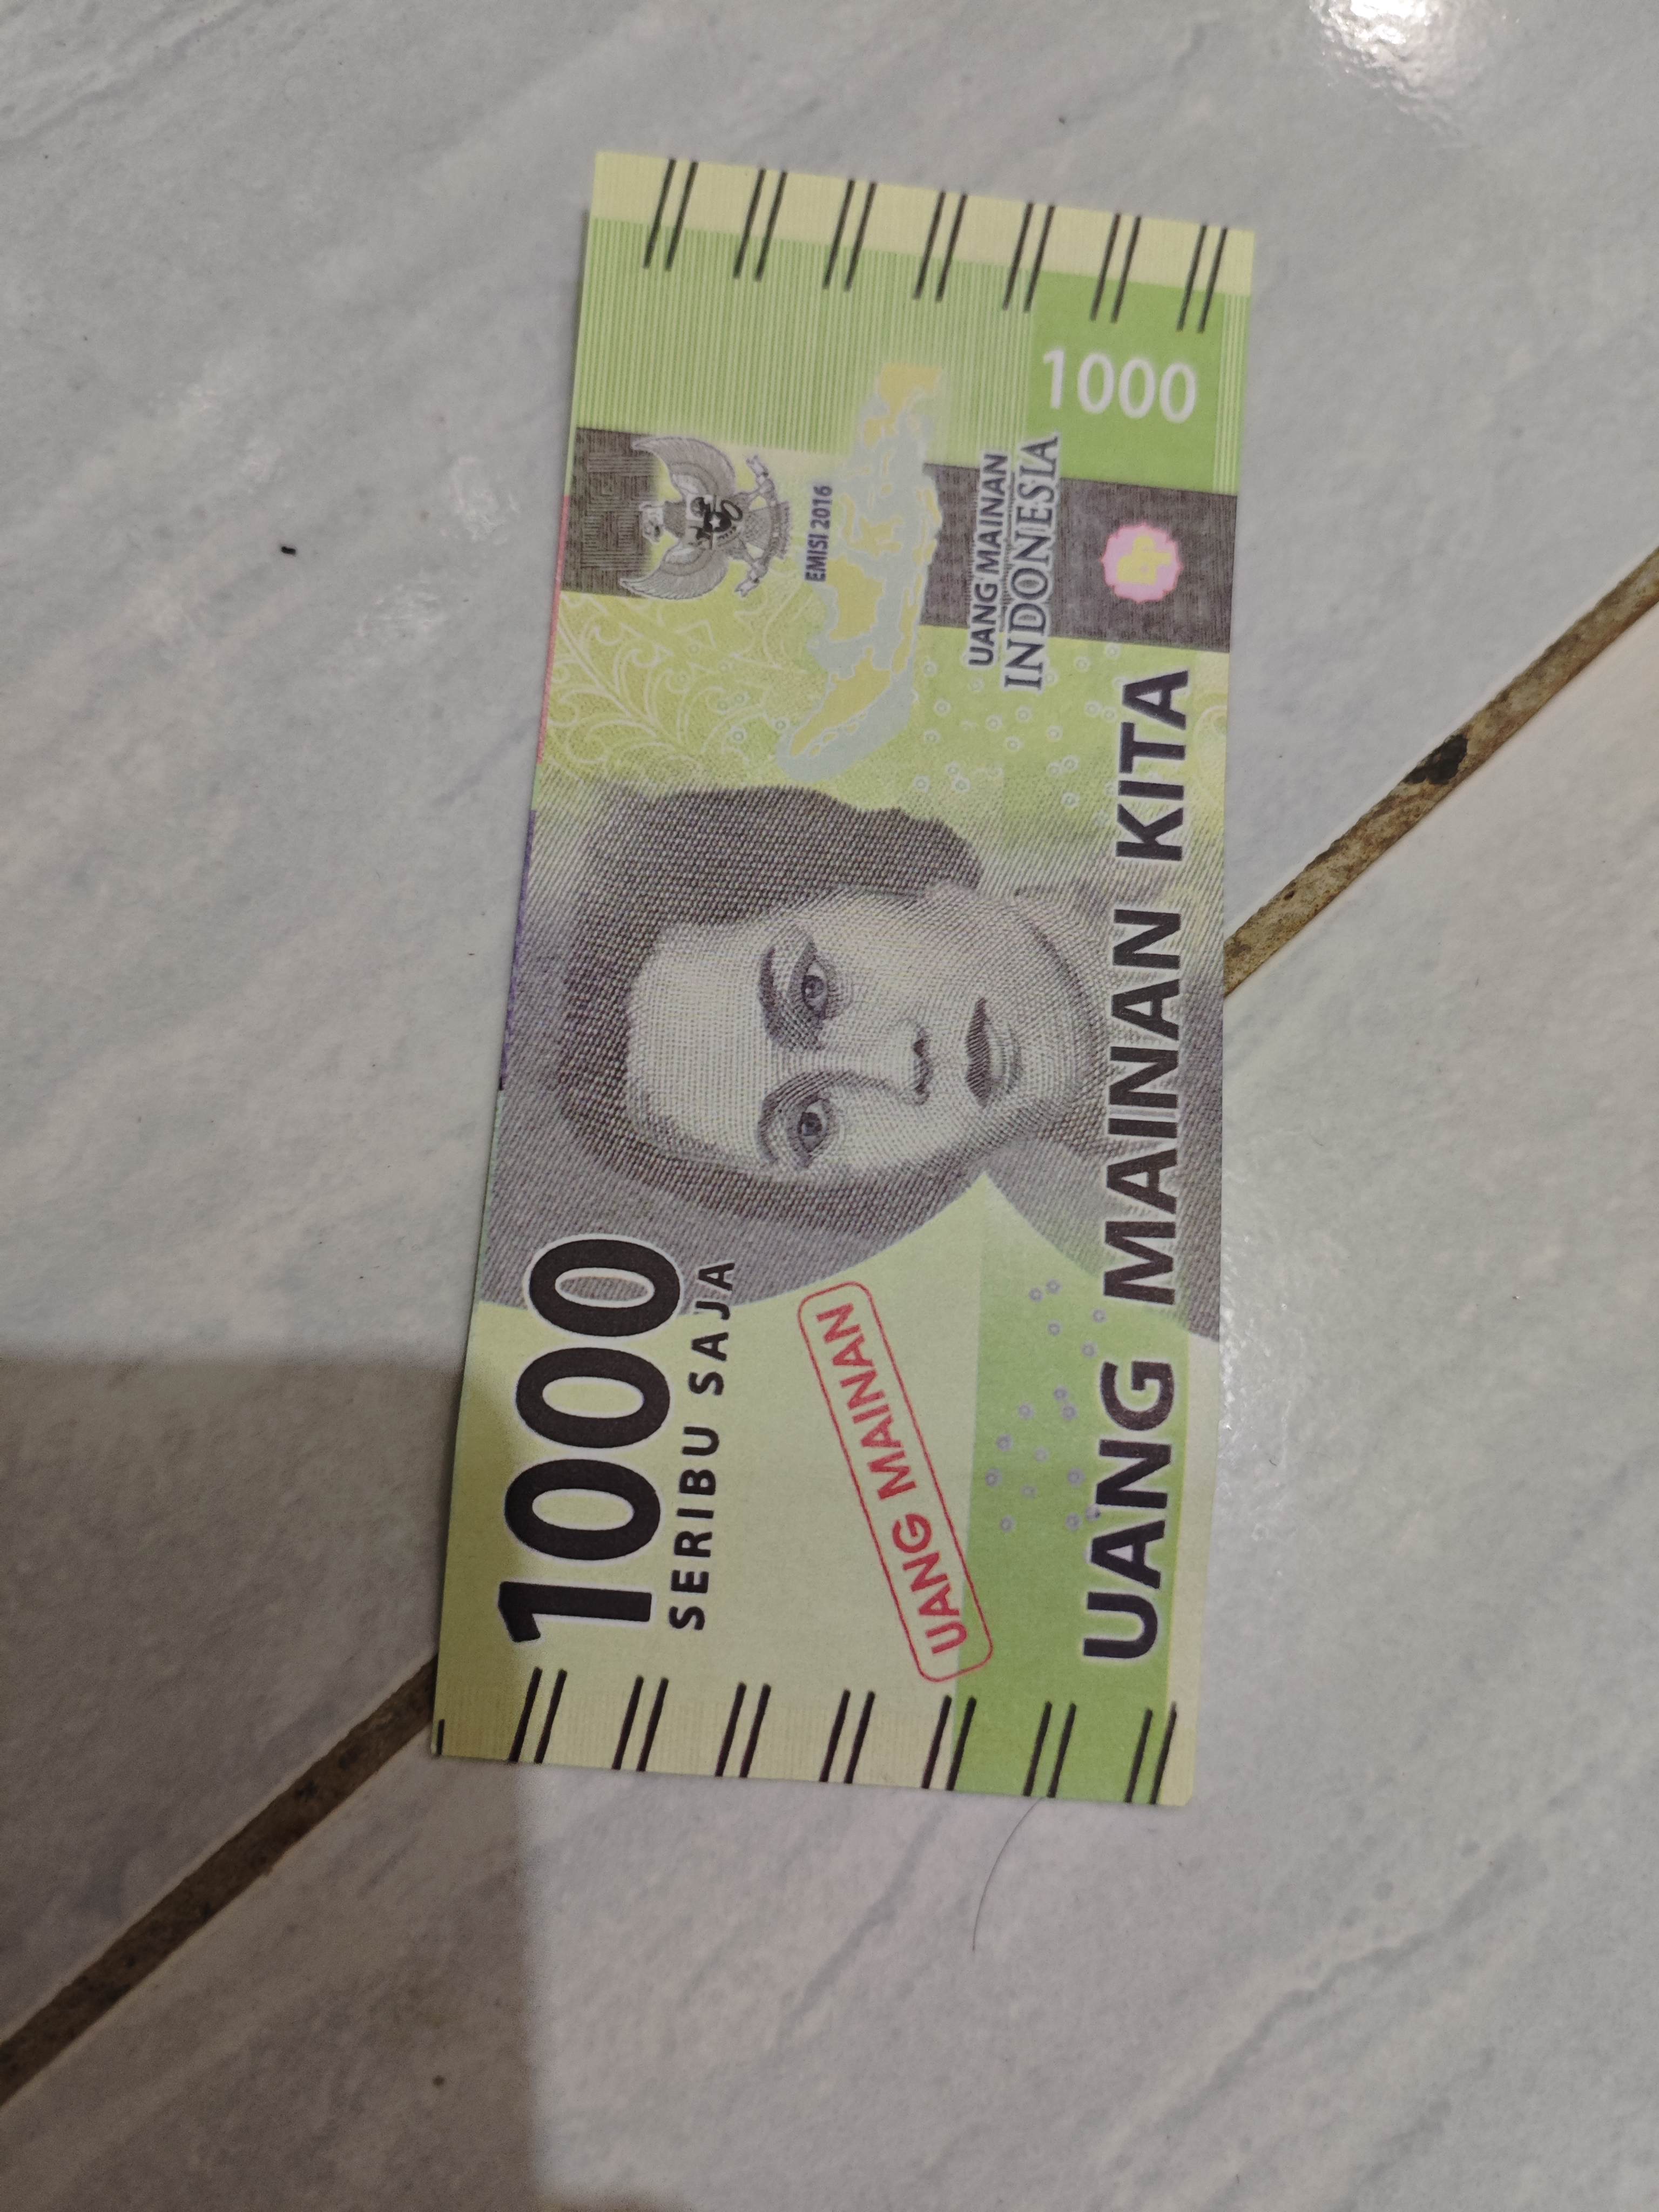 1000
SERIBU SAJA
UANG MAINAN
UANG MAINAN KITA
EMISI 2016
UANG MAINAN
INDONESIA
1000